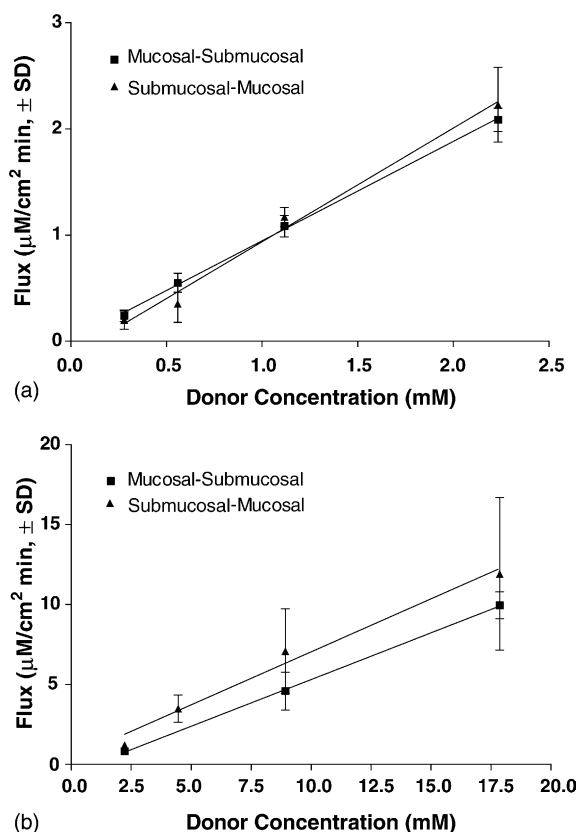 3
Mucosal-Submucosal
Submucosal-Mucosal
2
1
0
Flux (μM/cm² min, ± SD)
0.0 0.5 1.0 1.5 2.0 2.5
(a) Donor Concentration (mM)
20
Mucosal-Submucosal
Submucosal-Mucosal
15
10
5
0
Flux (μM/cm² min, ± SD)
0.0 2.5 5.0 7.5 10.0 12.5 15.0 17.5 20.0
(b) Donor Concentration (mM)